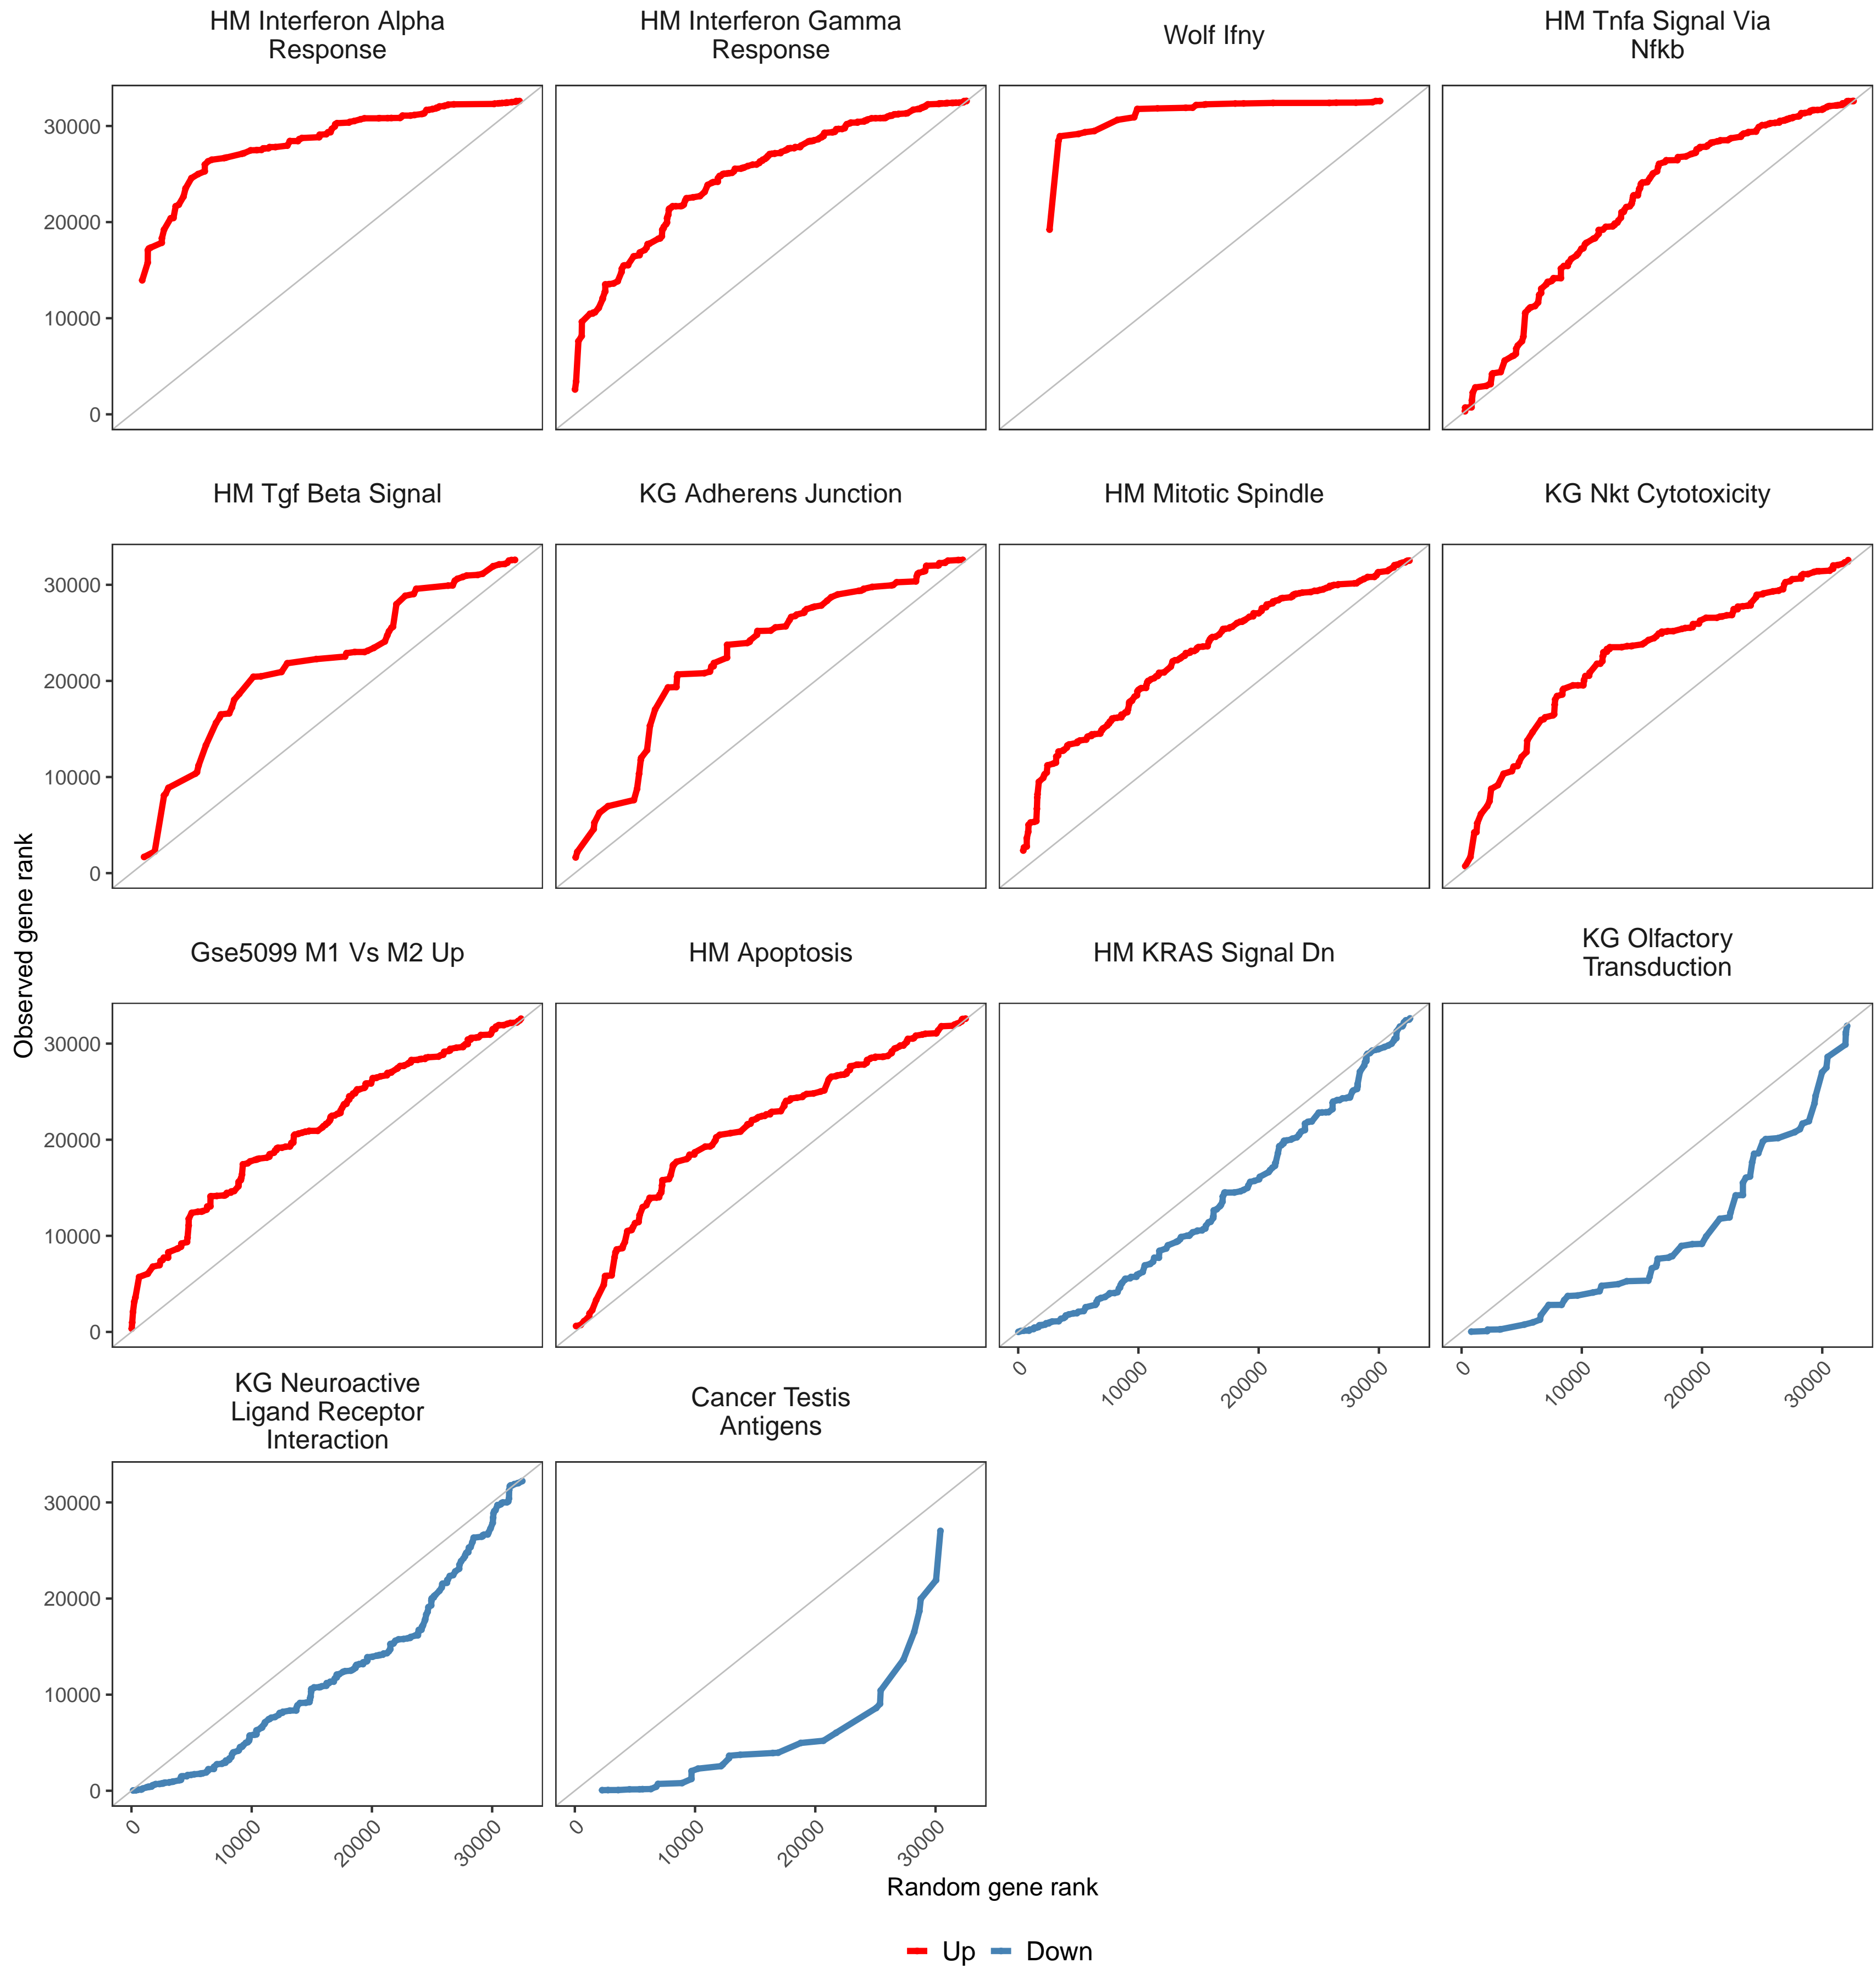 HM Interferon Alpha
Response
HM Interferon Gamma
Response
Wolf Ifny
HM Tnfa Signal Via
Nfkb
30000
20000
10000
0
HM Tgf Beta Signal
KG Adherens Junction
HM Mitotic Spindle
KG Nkt Cytotoxicity
30000
20000
10000
0
Observed gene rank
Gse5099 M1 Vs M2 Up
HM Apoptosis
HM KRAS Signal Dn
KG Olfactory
Transduction
30000
20000
10000
0
0 10000 20000 30000
0 10000 20000 30000
KG Neuroactive
Ligand Receptor
Interaction
Cancer Testis
Antigens
30000
20000
10000
0
0 10000 20000 30000
0 10000 20000 30000
Random gene rank
Up Down